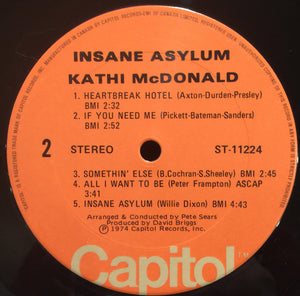 INSANE ASYLUM
KATHI McDONALD
1. HEARTBREAK HOTEL (Axton-Durden-Presley)
BMI 2:32
2. IF YOU NEED ME (Pickett-Bateman-Sanders)
BMI 2:50
2 STEREO ST-11224
3. SOMETHIN' ELSE (B.Cochran-S.Sheeley) BMI 2:45
4. ALL I WANT TO BE (Peter Frampton) ASCAP
3:41
5. INSANE ASYLUM (Willie Dixon) BMI 4:43
Arranged & Conducted by Pete Sears
Produced by David Briggs
℗ 1974 Capitol Records, Inc.
Capitol